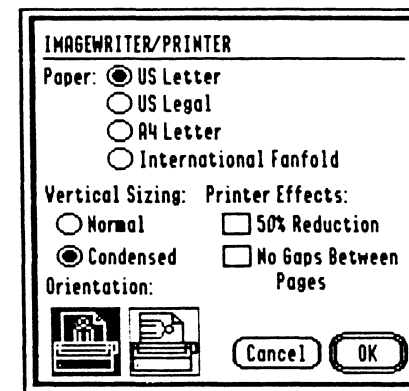 IMAGEWRITER/PRINTER
Paper: US Letter
US Legal
A4 Letter
International Fanfold
Vertical Sizing: Printer Effects:
Normal 50% Reduction
Condensed No Gaps Between
Orientation: Pages
Cancel OK